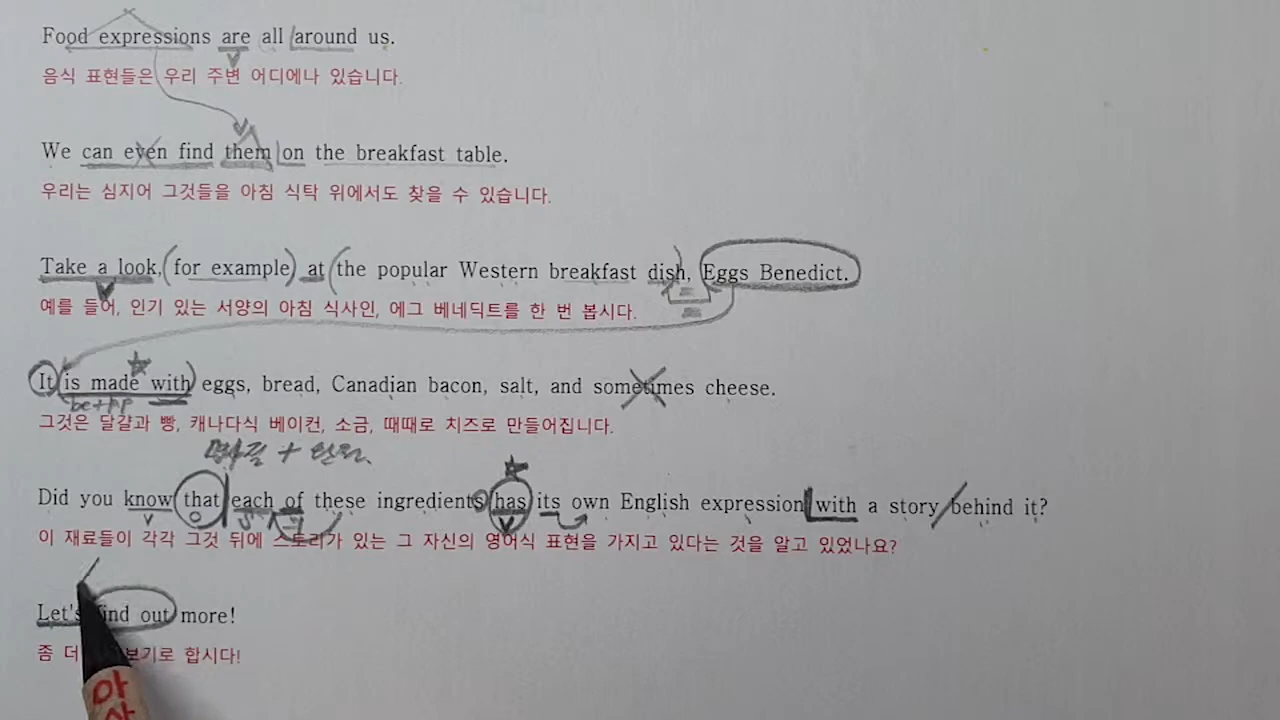 Food expressions are all around us.
음식 표현들은 우리 주변 어디에나 있습니다.
We can even find them on the breakfast table.
우리는 심지어 그것들을 아침 식탁 위에서도 찾을 수 있습니다.
Take a look, (for example) at (the popular Western breakfast dish, Eggs Benedict.
예를 들어, 인기 있는 서양의 아침 식사인, 에그 베네딕트를 한 번 봅시다.
It is made with eggs, bread, Canadian bacon, salt, and sometimes cheese.
be+pp
그것은 달걀과 빵, 캐나다식 베이컨, 소금, 때때로 치즈로 만들어집니다.
Did you know that each of these ingredients has its own English expression with a story behind it?
이 재료들이 각각 그것 뒤에 스토리가 있는 그 자신의 영어식 표현을 가지고 있다는 것을 알고 있었나요?
Let's find out more!
좀 더 보기로 합시다!